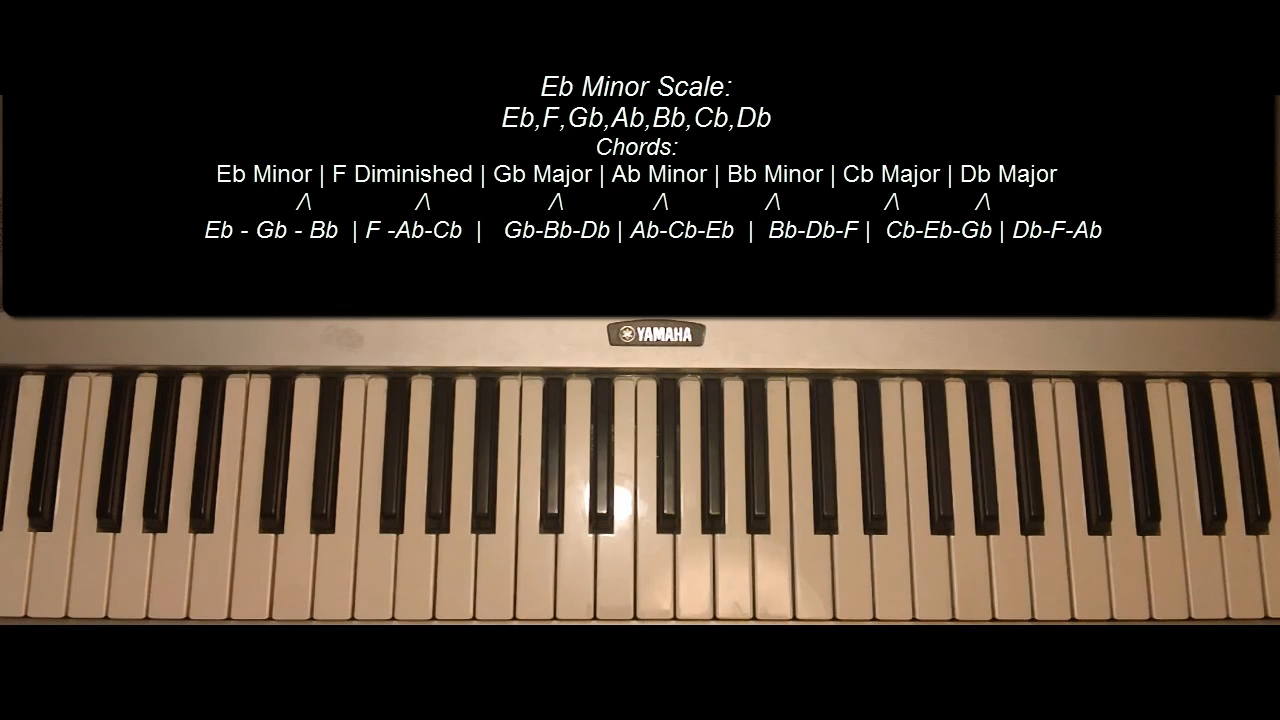 Eb Minor Scale:
Eb,F,Gb,Ab,Bb,Cb,Db
Chords:
Eb Minor | F Diminished | Gb Major | Ab Minor | Bb Minor | Cb Major | Db Major
/\ /\ /\ /\ /\ /\ /\
Eb - Gb - Bb | F -Ab-Cb | Gb-Bb-Db | Ab-Cb-Eb | Bb-Db-F | Cb-Eb-Gb | Db-F-Ab
YAMAHA